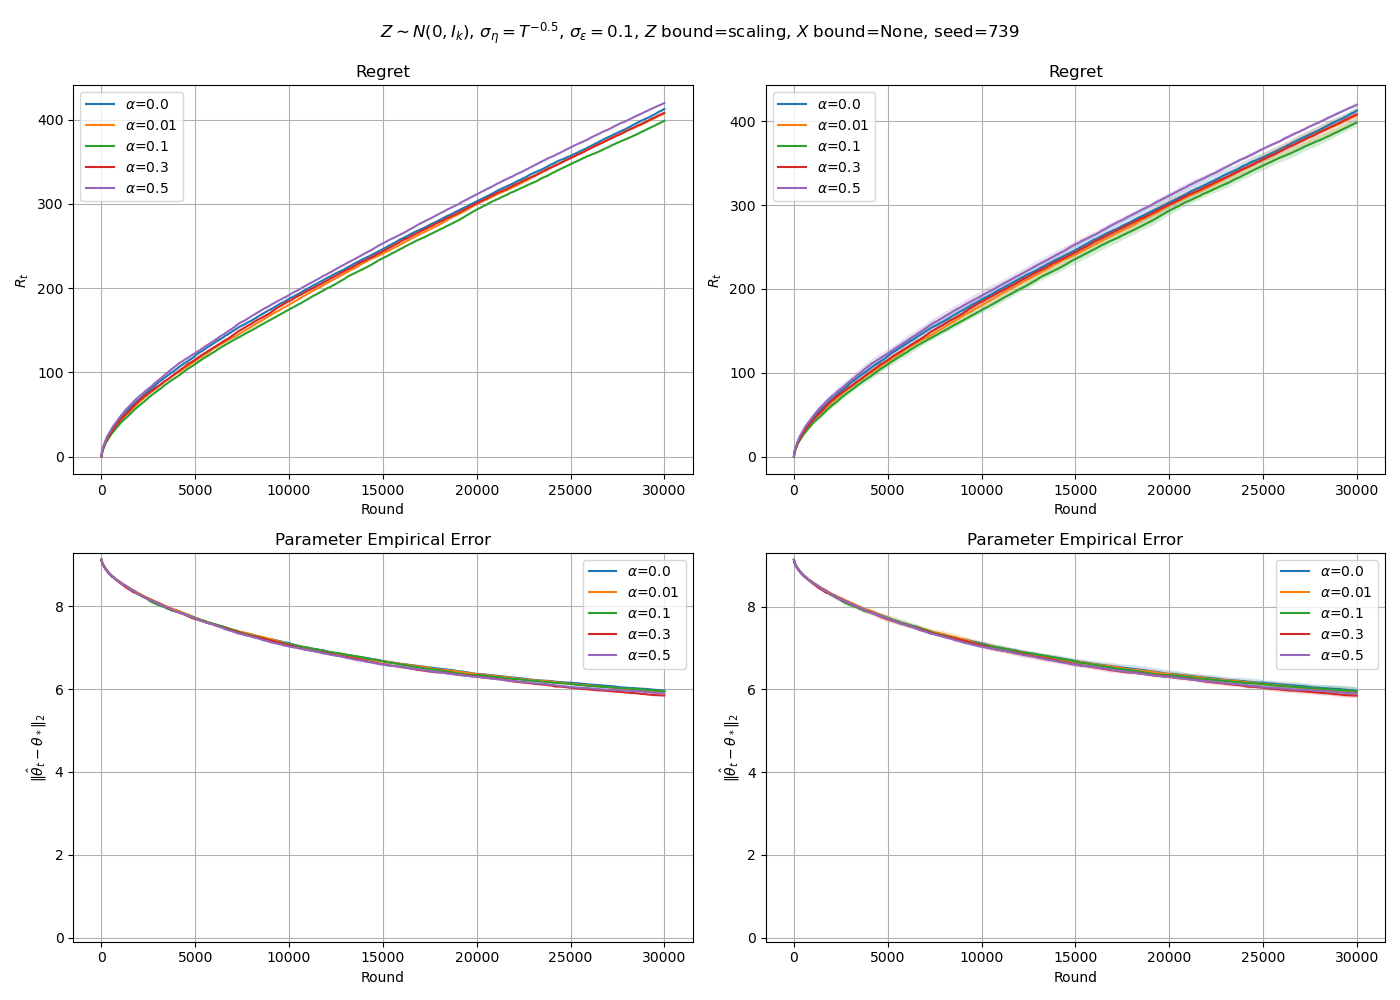 Z ∼ N(0, I_k), σ_η = T^{−0.5}, σ_ε = 0.1, Z bound=scaling, X bound=None, seed=739
Regret
400
300
200
100
0
R_t
α=0.0
α=0.01
α=0.1
α=0.3
α=0.5
0 5000 10000 15000 20000 25000 30000
Round
Regret
400
300
200
100
0
R_t
α=0.0
α=0.01
α=0.1
α=0.3
α=0.5
0 5000 10000 15000 20000 25000 30000
Round
Parameter Empirical Error
8
6
4
2
0
‖θ̂_t − θ_*‖_2
α=0.0
α=0.01
α=0.1
α=0.3
α=0.5
0 5000 10000 15000 20000 25000 30000
Round
Parameter Empirical Error
8
6
4
2
0
‖θ̂_t − θ_*‖_2
α=0.0
α=0.01
α=0.1
α=0.3
α=0.5
0 5000 10000 15000 20000 25000 30000
Round